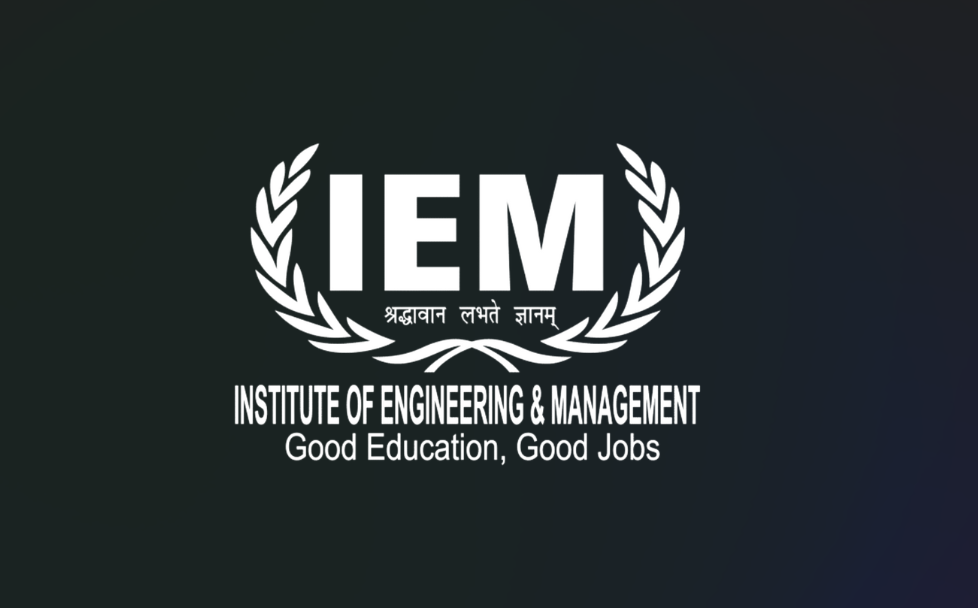 IEM
श्रद्धावान लभते ज्ञानम्
INSTITUTE OF ENGINEERING & MANAGEMENT
Good Education, Good Jobs